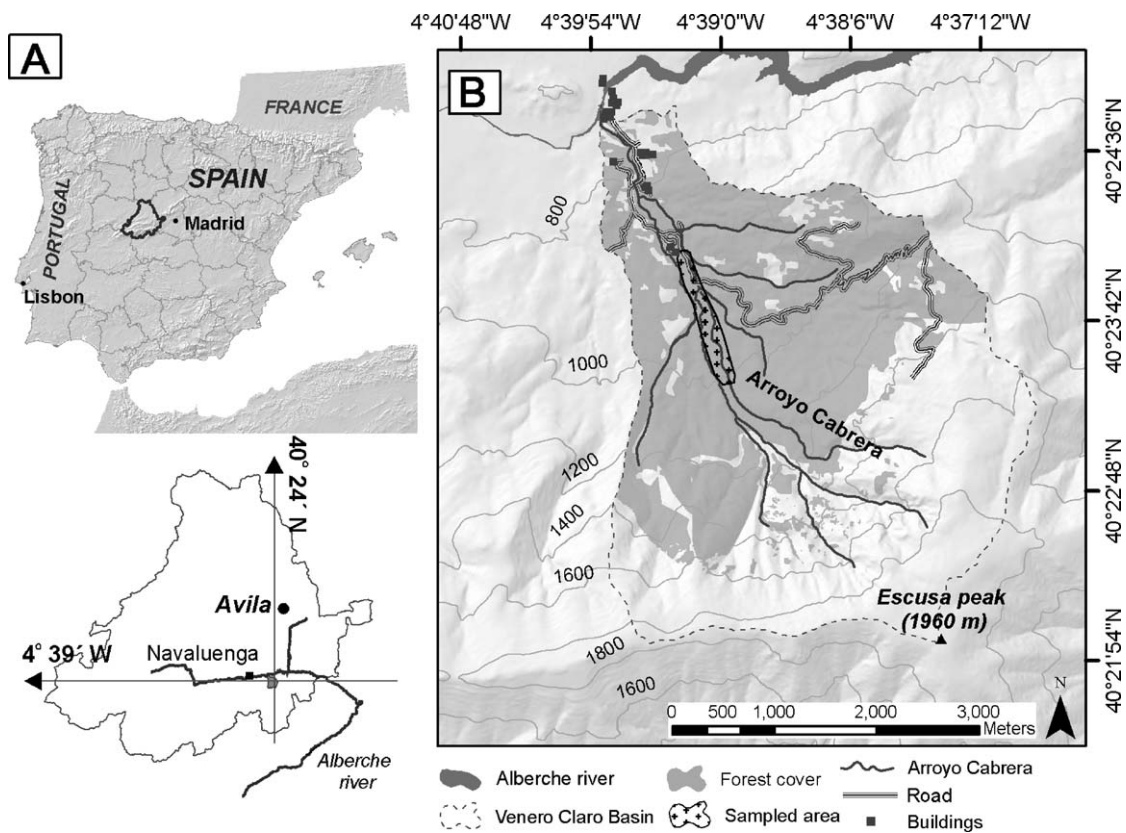 A
FRANCE
SPAIN
PORTUGAL
Madrid
Lisbon
40° 24´ N
Avila
4° 39´ W
Navaluenga
Alberche
river
4°40'48"W
4°39'54"W
4°39'0"W
4°38'6"W
4°37'12"W
B
40°24'36"N
800
40°23'42"N
1000
Arroyo Cabrera
40°22'48"N
1200
1400
1600
Escusa peak
(1960 m)
40°21'54"N
1800
1600
N
0 500 1,000 2,000 3,000
Meters
Alberche river
Forest cover
Arroyo Cabrera
Road
Venero Claro Basin
Sampled area
Buildings